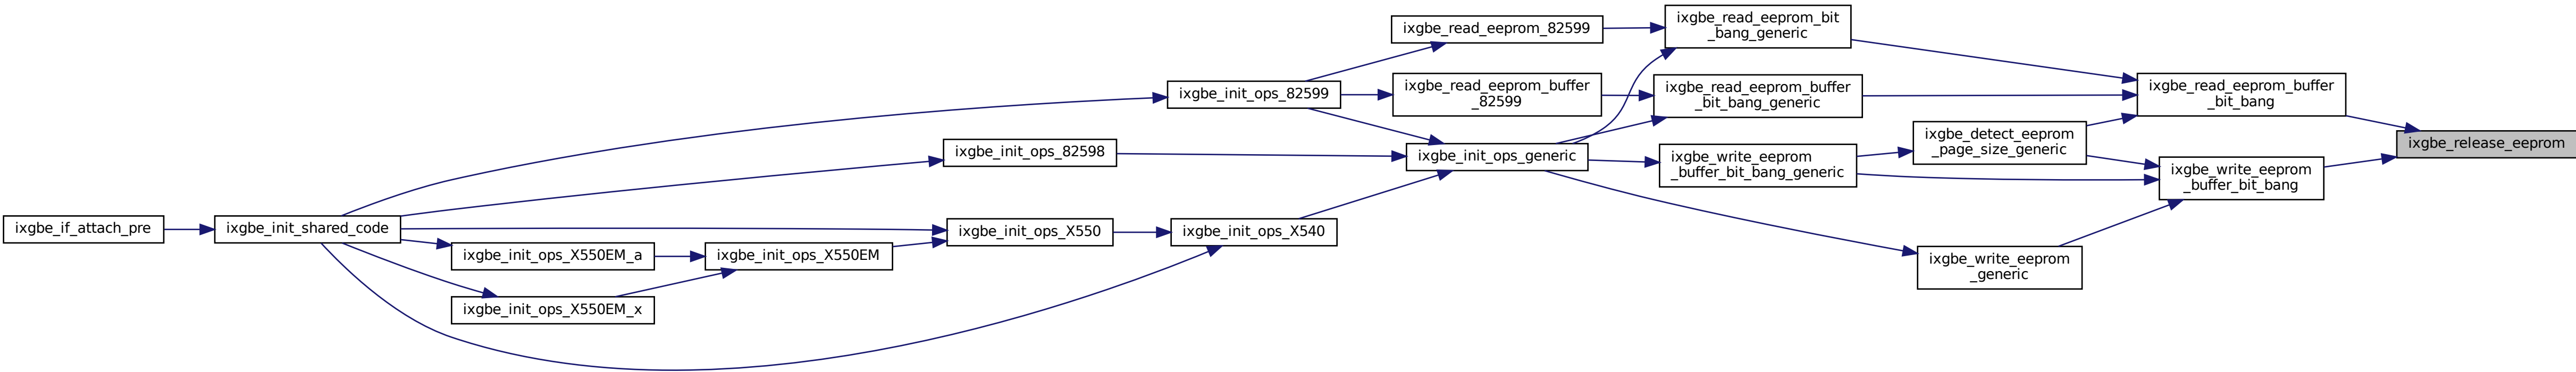 ixgbe_if_attach_pre
ixgbe_init_shared_code
ixgbe_init_ops_82599
ixgbe_init_ops_82598
ixgbe_init_ops_X550
ixgbe_init_ops_X550EM_a
ixgbe_init_ops_X550EM
ixgbe_init_ops_X550EM_x
ixgbe_init_ops_X540
ixgbe_read_eeprom_82599
ixgbe_read_eeprom_buffer
_82599
ixgbe_init_ops_generic
ixgbe_read_eeprom_bit
_bang_generic
ixgbe_read_eeprom_buffer
_bit_bang_generic
ixgbe_write_eeprom
_buffer_bit_bang_generic
ixgbe_detect_eeprom
_page_size_generic
ixgbe_write_eeprom
_generic
ixgbe_read_eeprom_buffer
_bit_bang
ixgbe_write_eeprom
_buffer_bit_bang
ixgbe_release_eeprom